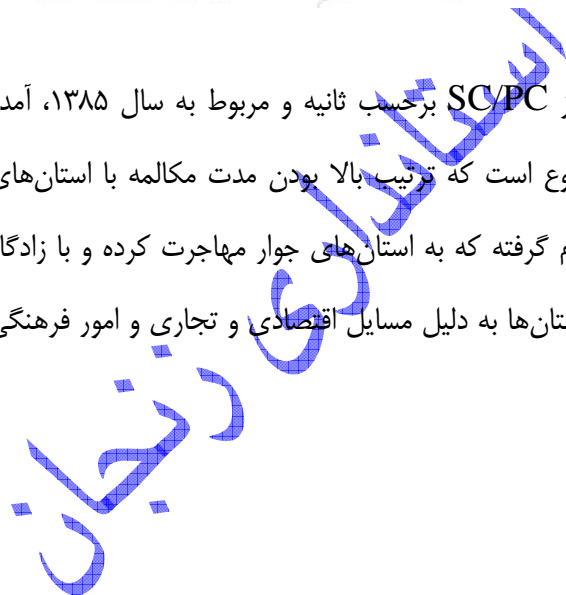 ر SC/PC برحسب ثانیه و مربوط به سال ۱۳۸۵، آمد
وع است که ترتیب بالا بودن مدت مکالمه با استان‌های
م گرفته که به استان‌های جوار مهاجرت کرده و با زادگا
تان‌ها به دلیل مسایل اقتصادی و تجاری و امور فرهنگی
استانداری زنجان